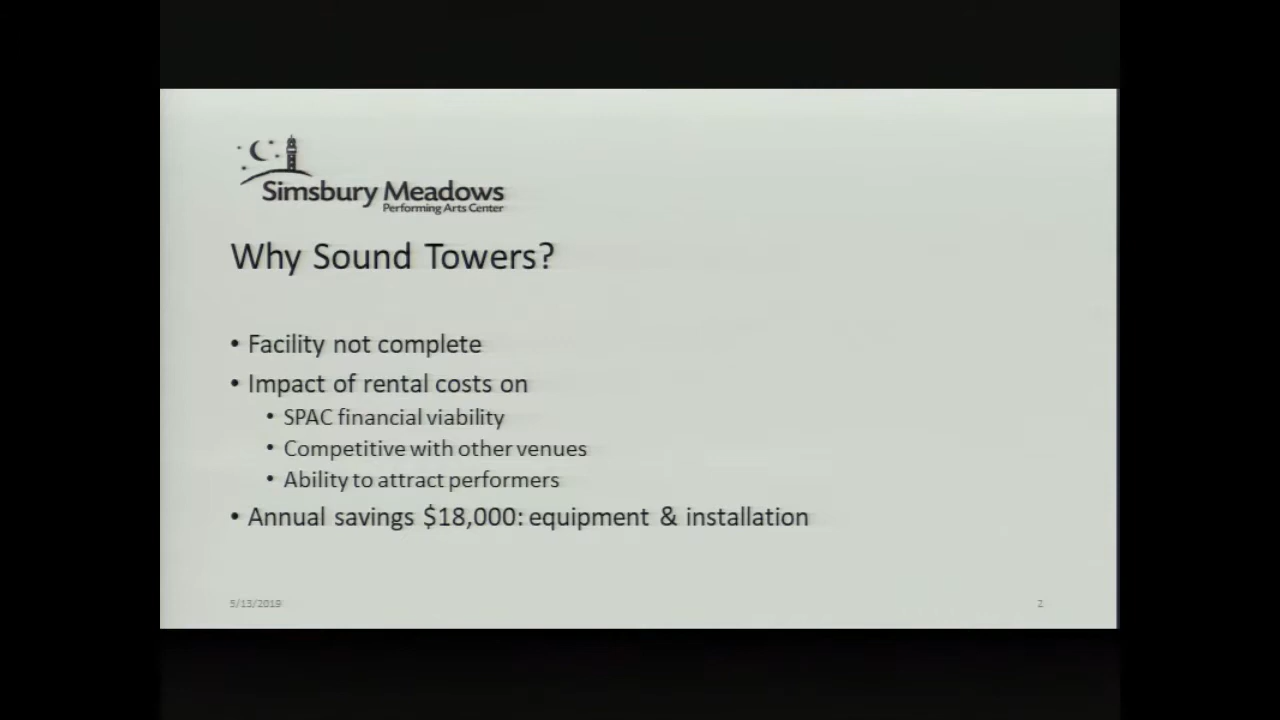 Simsbury Meadows
Performing Arts Center
Why Sound Towers?
• Facility not complete
• Impact of rental costs on
• SPAC financial viability
• Competitive with other venues
• Ability to attract performers
• Annual savings $18,000: equipment & installation
5/13/2019
2